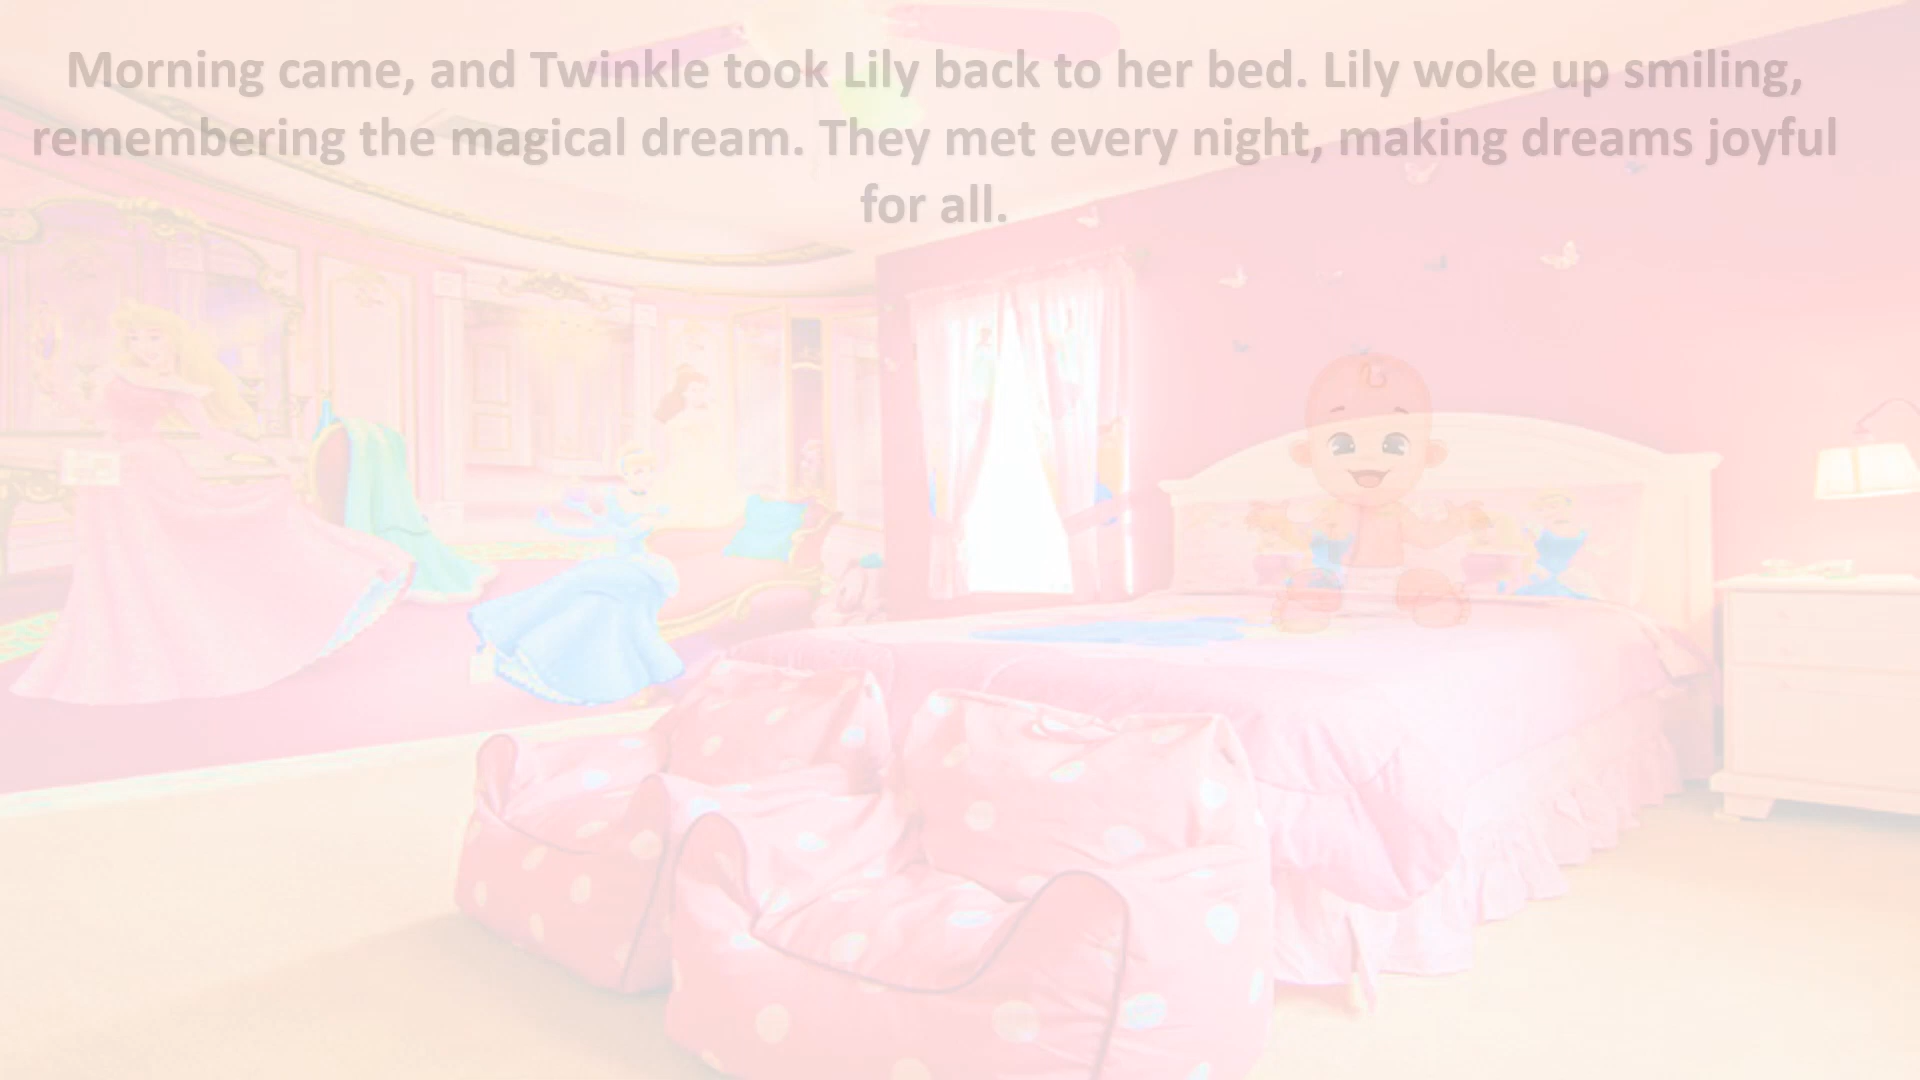 Morning came, and Twinkle took Lily back to her bed. Lily woke up smiling,
remembering the magical dream. They met every night, making dreams joyful
for all.